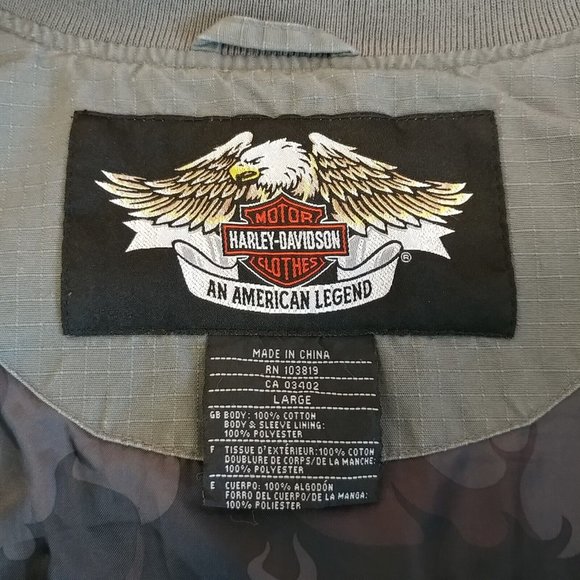 MOTOR
HARLEY-DAVIDSON
CLOTHES
®
AN AMERICAN LEGEND
MADE IN CHINA
RN 103819
CA 03402
LARGE
GB BODY: 100% COTTON
BODY & SLEEVE LINING:
100% POLYESTER
F TISSUE D'EXTÉRIEUR: 100% COTON
DOUBLURE DE CORPS/DE LA MANCHE:
100% POLYESTER
E CUERPO: 100% ALGODÓN
FORRO DEL CUERPO/DE LA MANGA:
100% POLIESTER